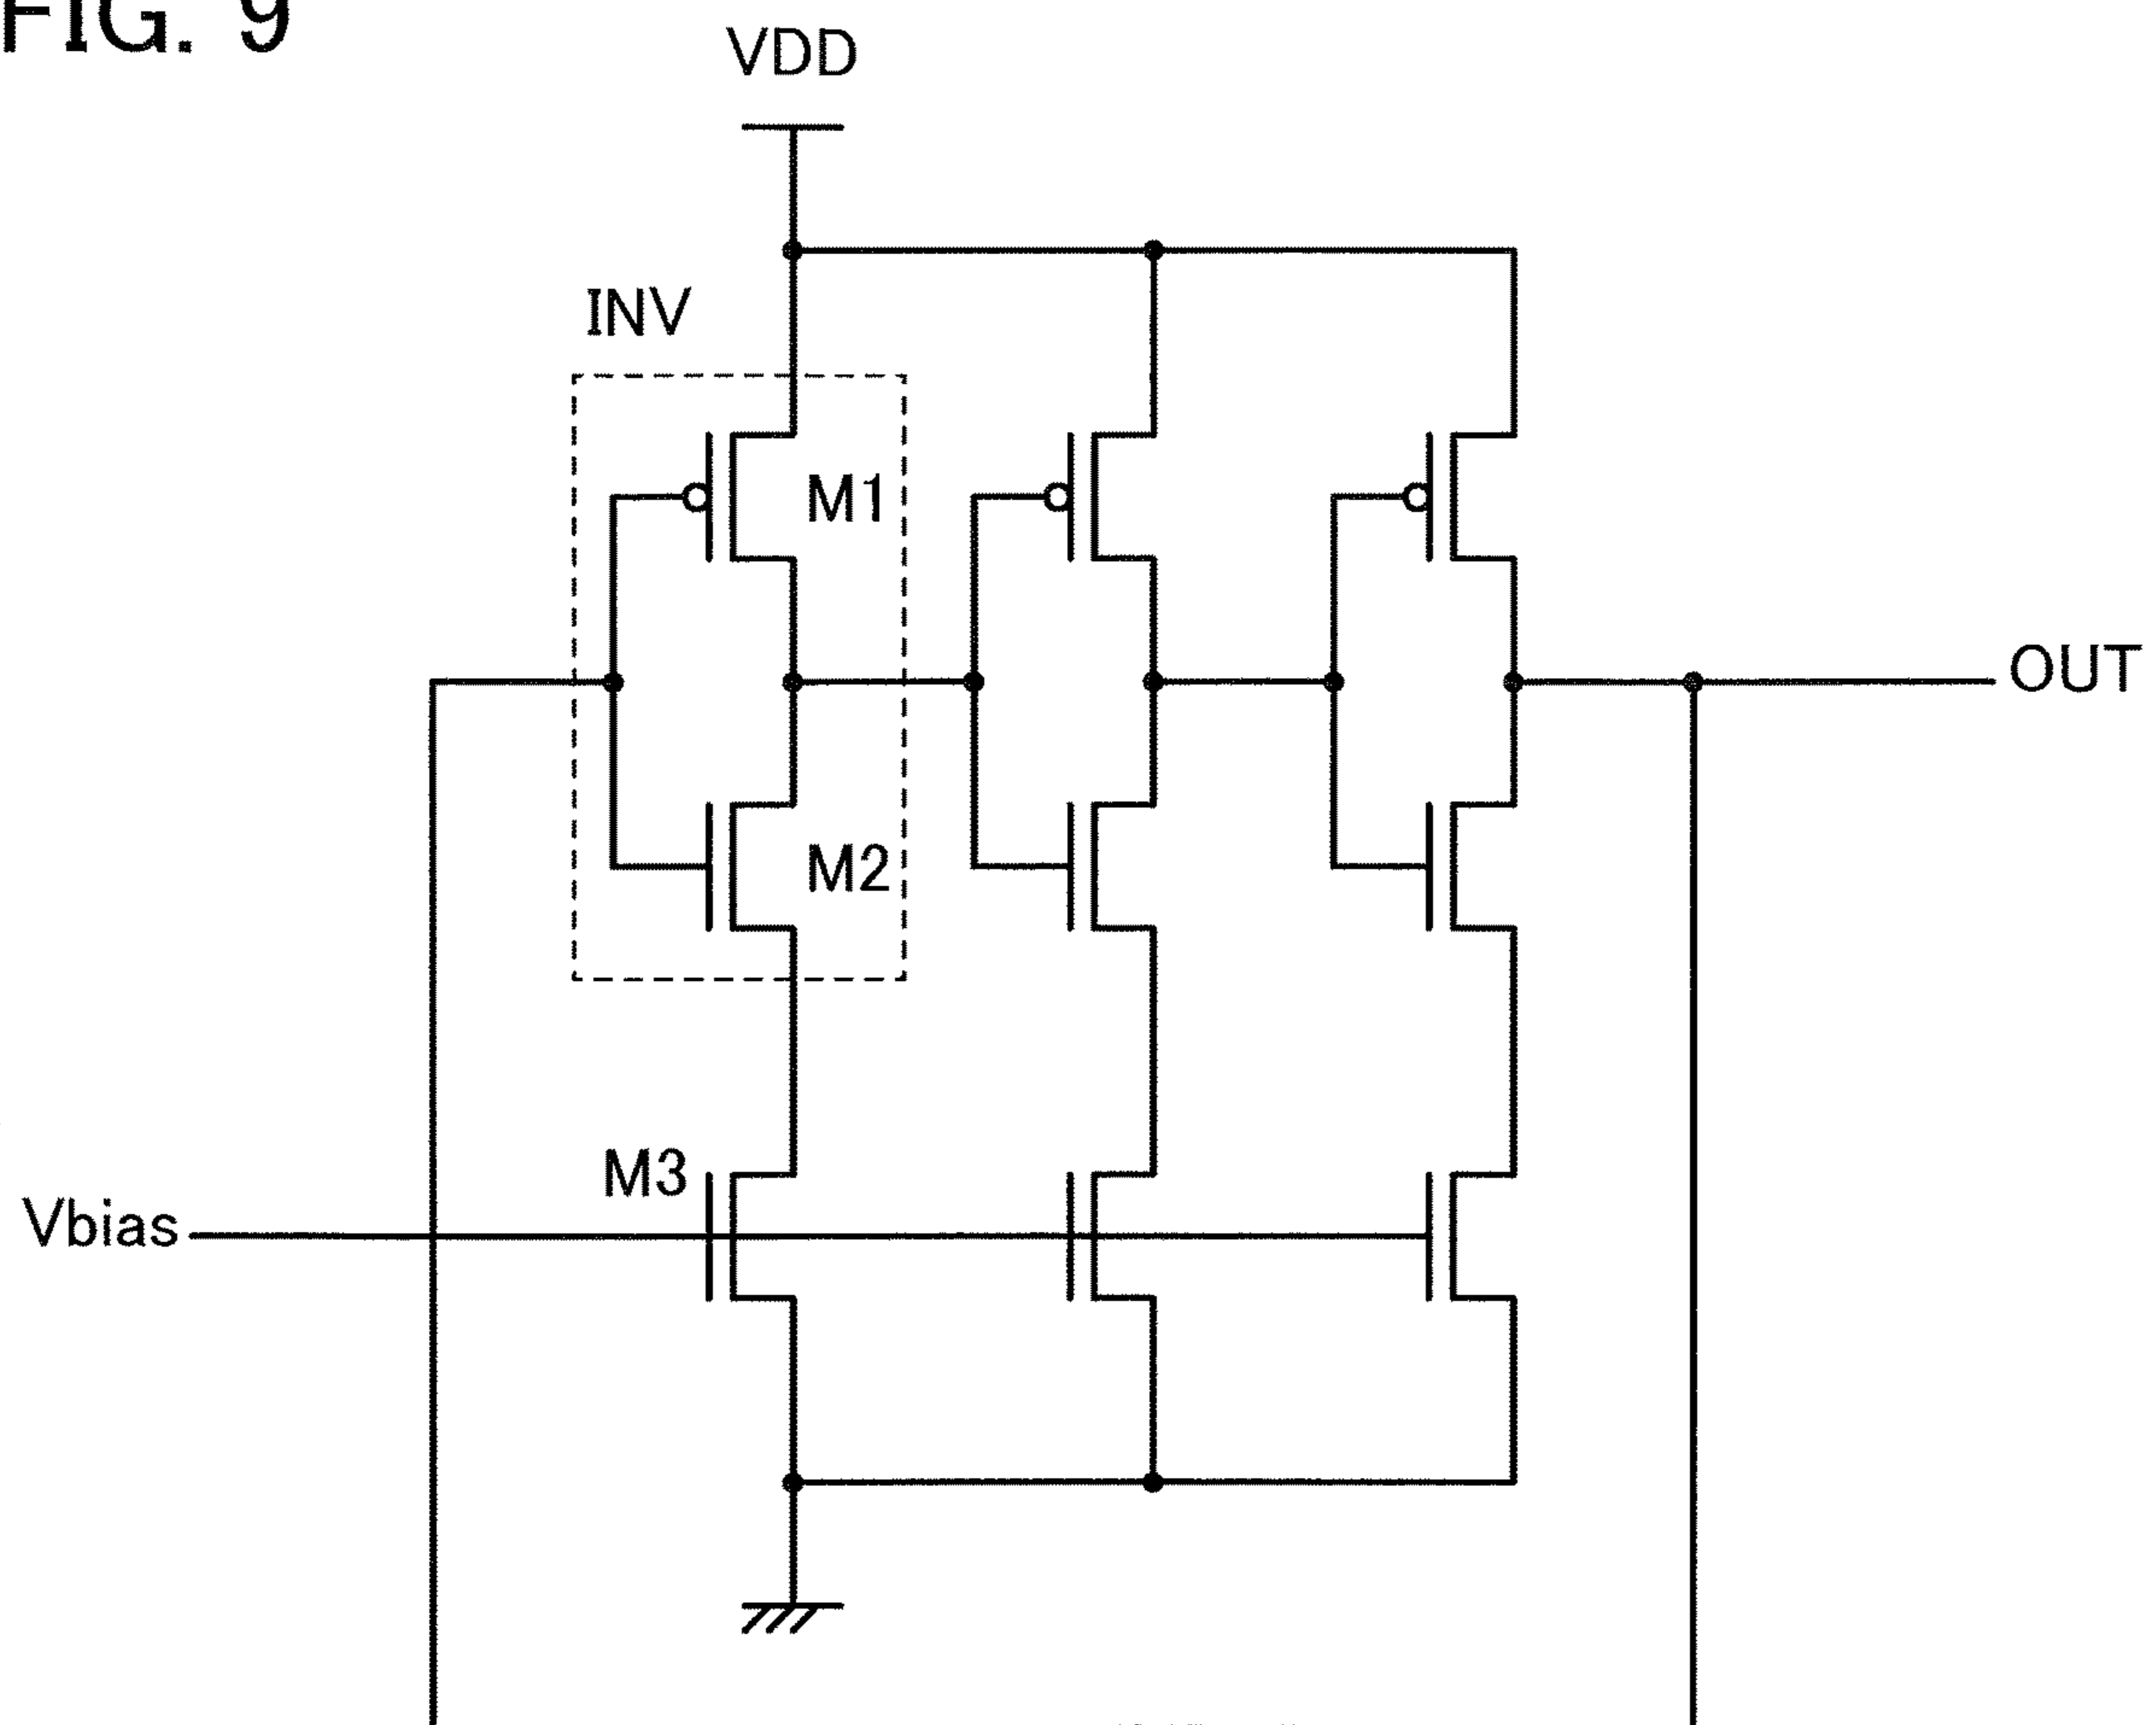 FIG. 9
VDD
INV
M1
OUT
M2
M3
Vbias